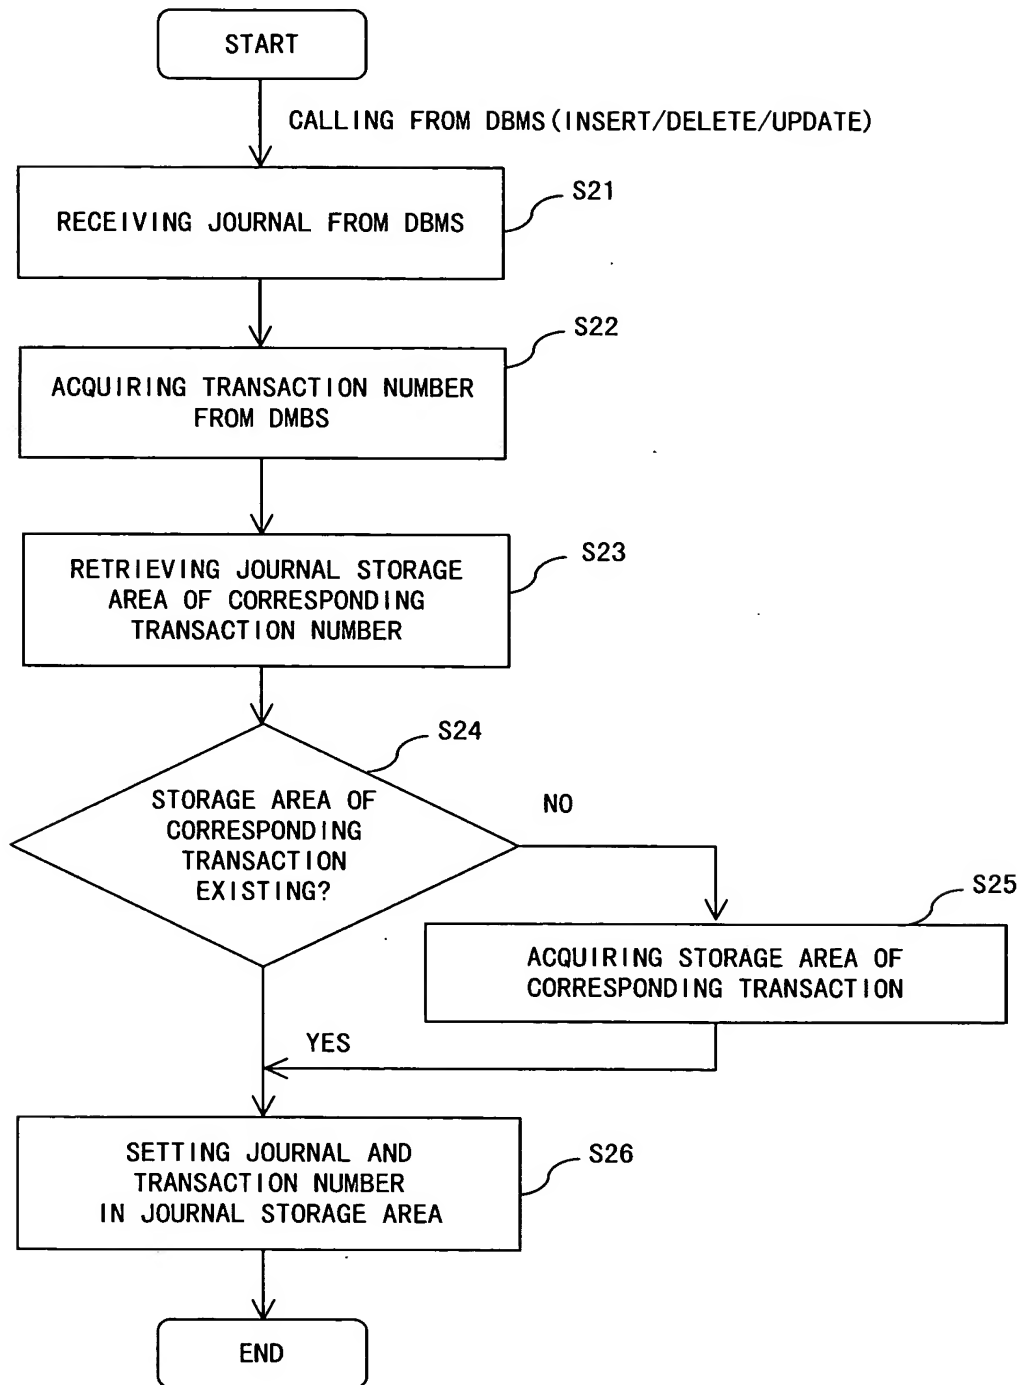 START
CALLING FROM DBMS(INSERT/DELETE/UPDATE)
S21
RECEIVING JOURNAL FROM DBMS
S22
ACQUIRING TRANSACTION NUMBER
FROM DMBS
S23
RETRIEVING JOURNAL STORAGE
AREA OF CORRESPONDING
TRANSACTION NUMBER
S24
STORAGE AREA OF
CORRESPONDING
TRANSACTION
EXISTING?
NO
S25
ACQUIRING STORAGE AREA OF
CORRESPONDING TRANSACTION
YES
SETTING JOURNAL AND
TRANSACTION NUMBER
IN JOURNAL STORAGE AREA
S26
END